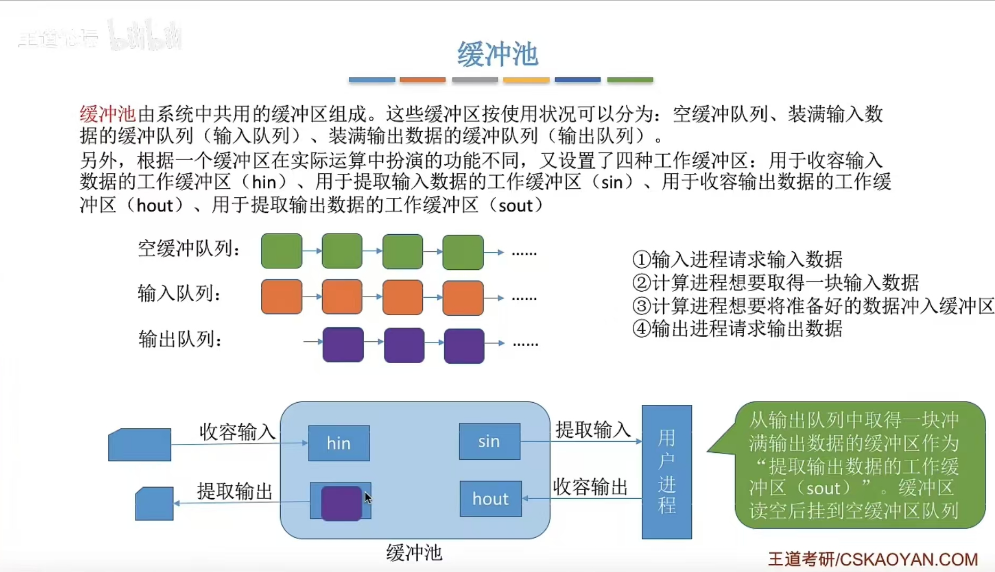 缓冲池
缓冲池由系统中共用的缓冲区组成。这些缓冲区按使用状况可以分为：空缓冲队列、装满输入数
据的缓冲队列（输入队列）、装满输出数据的缓冲队列（输出队列）。
另外，根据一个缓冲区在实际运算中扮演的功能不同，又设置了四种工作缓冲区：用于收容输入
数据的工作缓冲区（hin）、用于提取输入数据的工作缓冲区（sin）、用于收容输出数据的工作缓
冲区（hout）、用于提取输出数据的工作缓冲区（sout）
空缓冲队列：
......
输入队列：
......
输出队列：
......
①输入进程请求输入数据
②计算进程想要取得一块输入数据
③计算进程想要将准备好的数据冲入缓冲区
④输出进程请求输出数据
收容输入
hin
sin
提取输入
提取输出
hout
收容输出
用户进程
缓冲池
从输出队列中取得一块冲
满输出数据的缓冲区作为
“提取输出数据的工作缓
冲区（sout）”。缓冲区
读空后挂到空缓冲区队列
王道考研/CSKAOYAN.COM